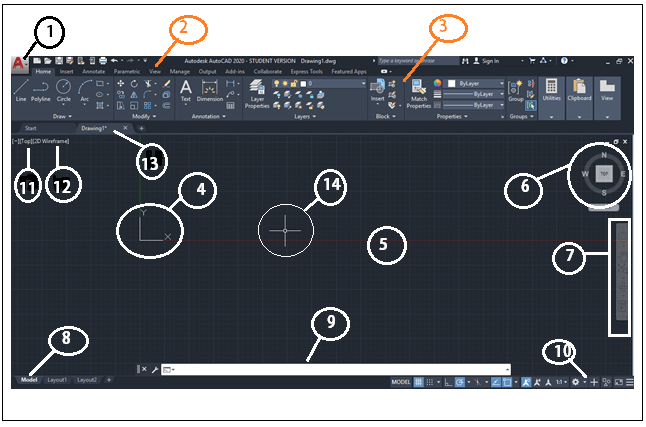 1
2
3
A
Autodesk AutoCAD 2020 - STUDENT VERSION Drawing1.dwg
Type a keyword or phrase
Sign In
Home Insert Annotate Parametric View Manage Output Add-ins Collaborate Express Tools Featured Apps
Line Polyline Circle Arc
Text Dimension
Layer Properties
0
Insert
Match Properties
ByLayer
ByLayer
ByLayer
Group
Utilities
Clipboard
View
Draw Modify Annotation Layers Block Properties Groups
Start Drawing1* +
[−][Top][2D Wireframe]
13
11
12
4
14
6
N
W TOP E
S
Y
X
5
7
9
8
10
Model Layout1 Layout2 +
MODEL
1:1